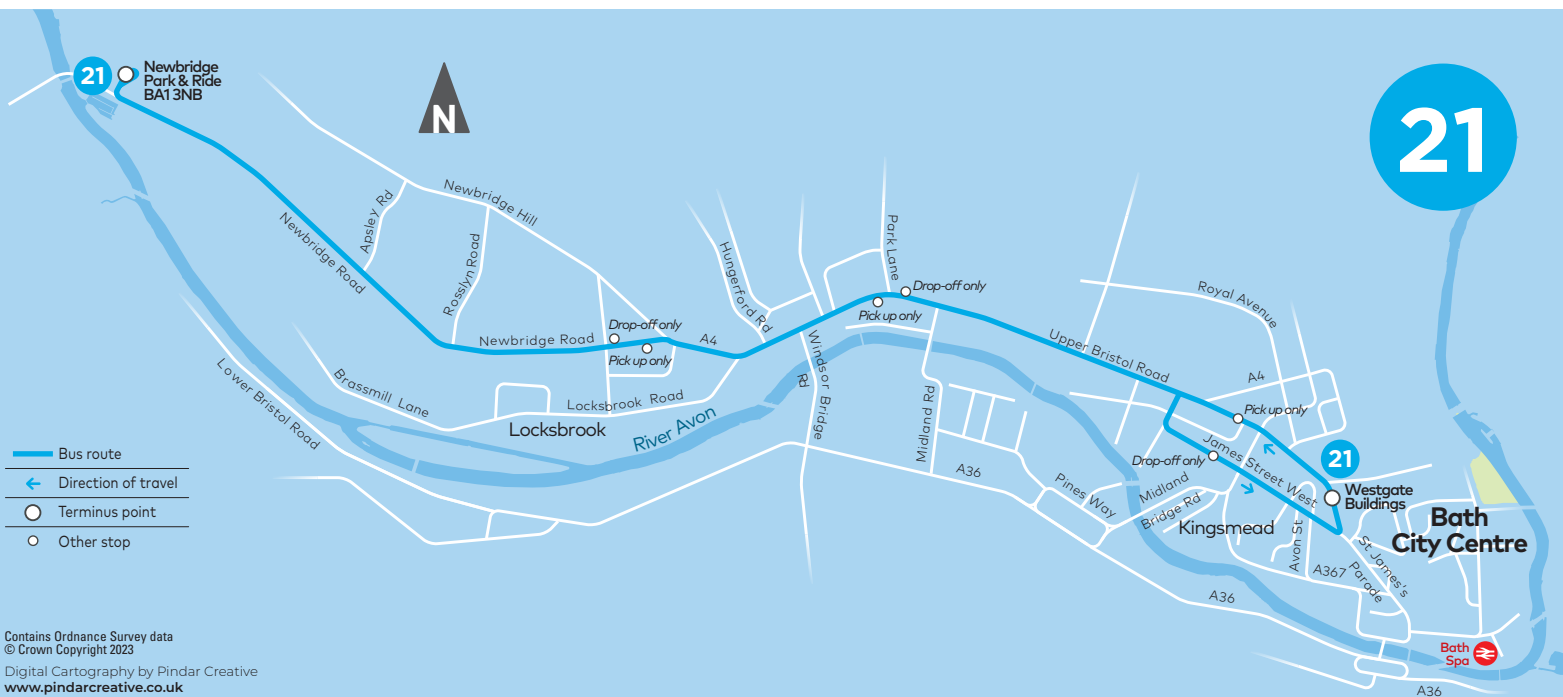 21
Newbridge
Park & Ride
BA1 3NB
N
21
Apsley Rd
Newbridge Hill
Newbridge Road
Rosslyn Road
Hungerford Rd
Park Lane
Drop-off only
Pick up only
Royal Avenue
Drop-off only
Newbridge Road
A4
Pick up only
Windsor Bridge
Rd
Upper Bristol Road
A4
Pick up only
Lower Bristol Road
Brassmill Lane
Locksbrook Road
Locksbrook
River Avon
Midland Rd
James Street West
Drop-off only
21
Bus route
Direction of travel
Terminus point
Other stop
A36
Pines Way
Midland
Bridge Rd
Kingsmead
Avon St
Westgate
Buildings
Bath
City Centre
St James's
Parade
A367
A36
Bath
Spa
A36
Contains Ordnance Survey data
© Crown Copyright 2023
Digital Cartography by Pindar Creative
www.pindarcreative.co.uk